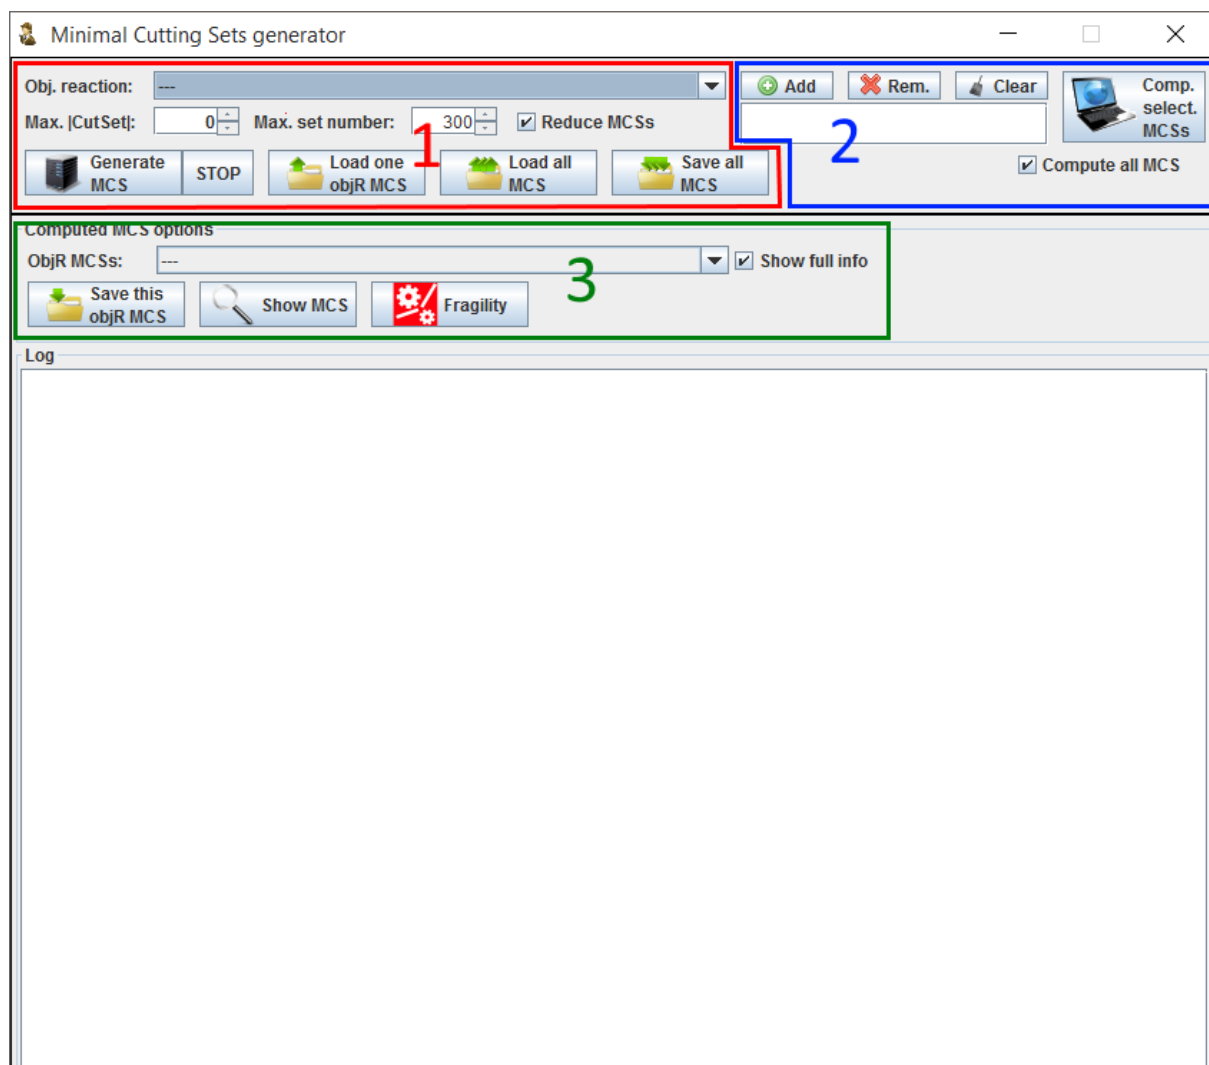 Minimal Cutting Sets generator
Obj. reaction: ---
Add Rem. Clear
Comp. select. MCSs
Max. |CutSet|: 0 Max. set number: 300 Reduce MCSs
1
2
Generate MCS
STOP
Load one objR MCS
Load all MCS
Save all MCS
Compute all MCS
Computed MCS options
ObjR MCSs: --- Show full info
3
Save this objR MCS
Show MCS
Fragility
Log